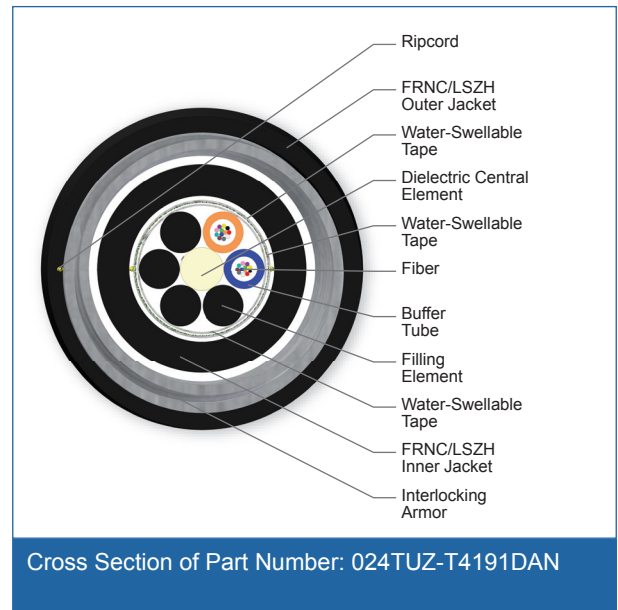 Ripcord
FRNC/LSZH
Outer Jacket
Water-Swellable
Tape
Dielectric Central
Element
Water-Swellable
Tape
Fiber
Buffer
Tube
Filling
Element
Water-Swellable
Tape
FRNC/LSZH
Inner Jacket
Interlocking
Armor
Cross Section of Part Number: 024TUZ-T4191DAN